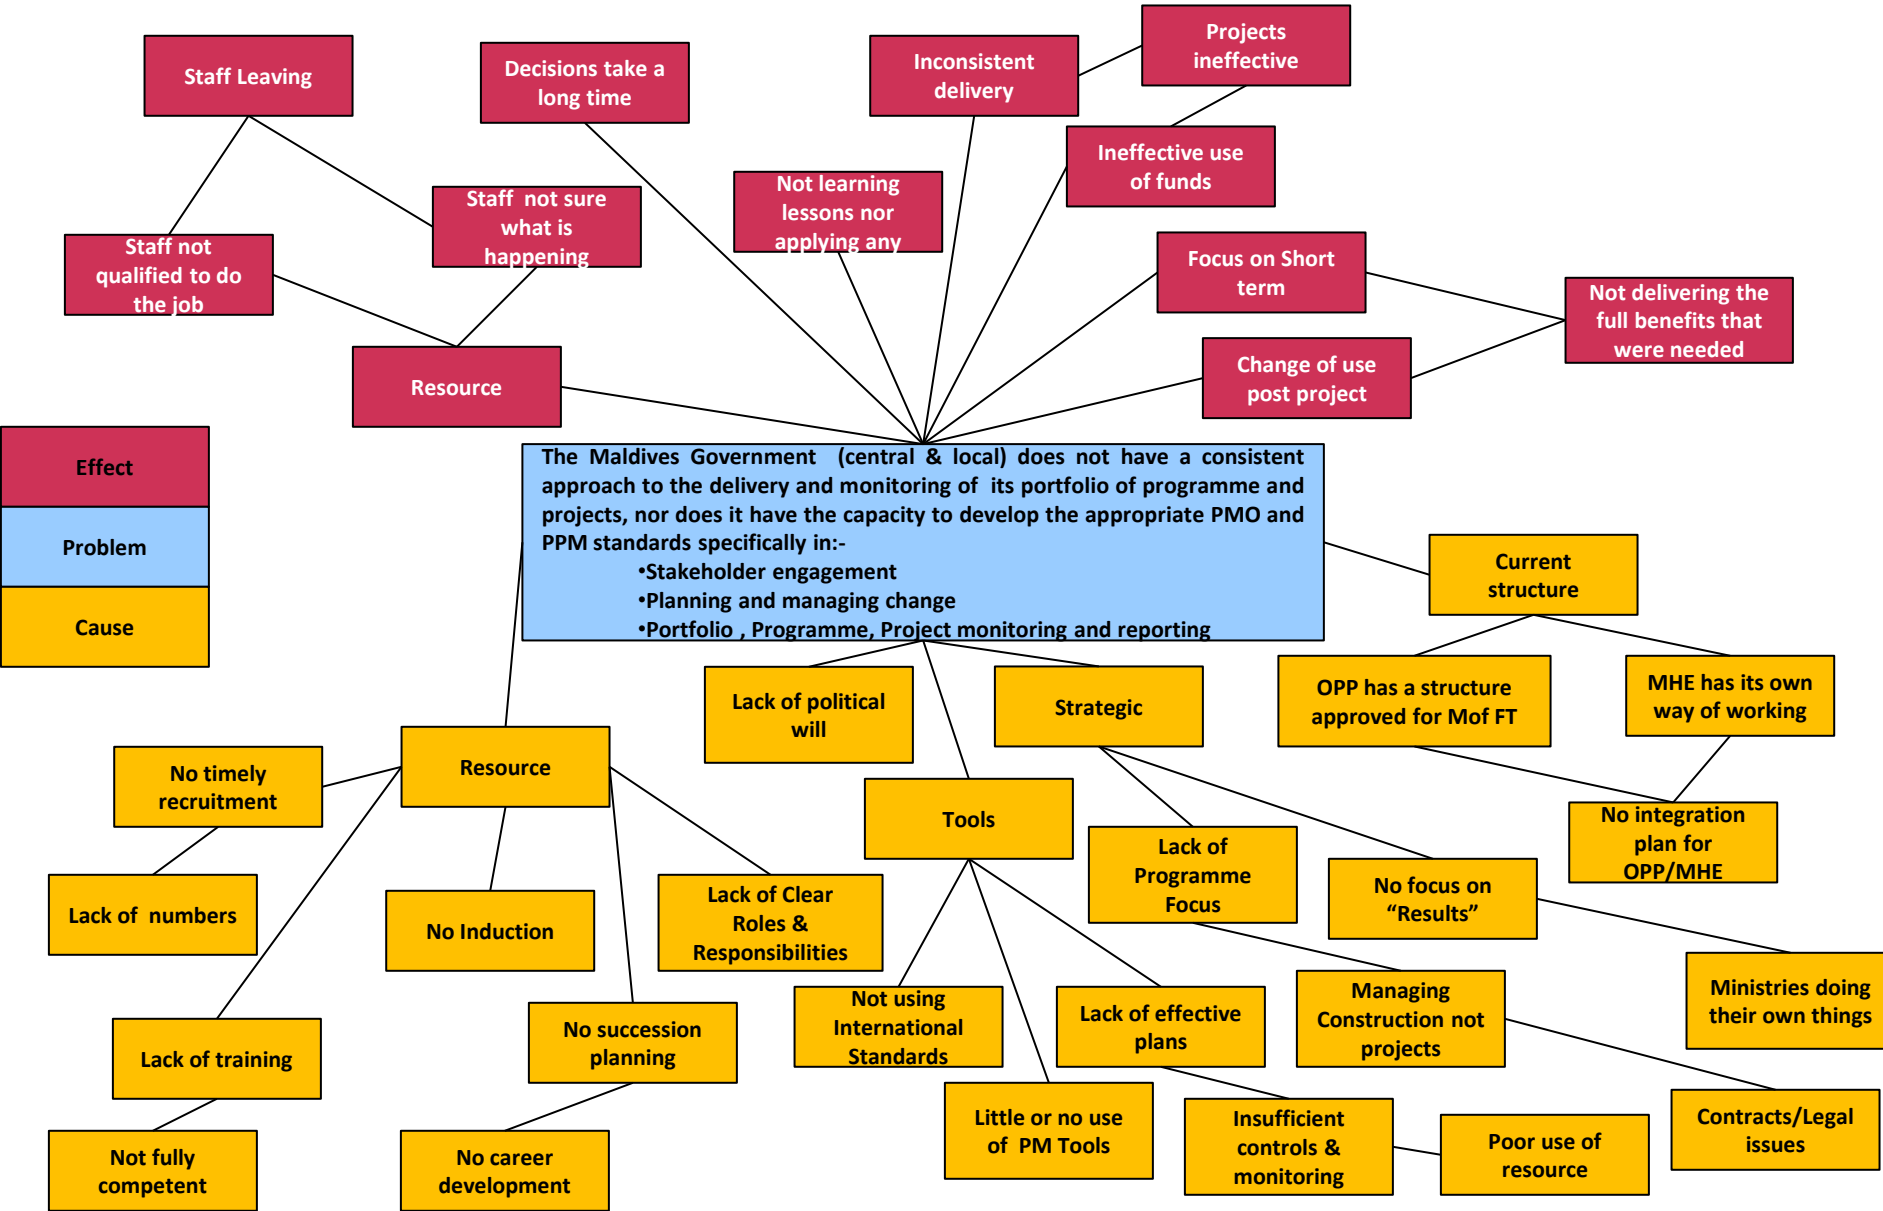 Staff Leaving
Decisions take a
long time
Inconsistent
delivery
Projects
ineffective
Ineffective use
of funds
Not learning
lessons nor
applying any
Staff not sure
what is
happening
Staff not
qualified to do
the job
Focus on Short
term
Not delivering the
full benefits that
were needed
Resource
Change of use
post project
Effect
Problem
Cause
The Maldives Government (central & local) does not have a consistent
approach to the delivery and monitoring of its portfolio of programme and
projects, nor does it have the capacity to develop the appropriate PMO and
PPM standards specifically in:-
•Stakeholder engagement
•Planning and managing change
•Portfolio , Programme, Project monitoring and reporting
Current
structure
OPP has a structure
approved for Mof FT
MHE has its own
way of working
Lack of political
will
Strategic
Resource
No timely
recruitment
Tools
No integration
plan for
OPP/MHE
Lack of
Programme
Focus
No focus on
“Results”
Lack of numbers
No Induction
Lack of Clear
Roles &
Responsibilities
Ministries doing
their own things
Not using
International
Standards
Lack of effective
plans
Managing
Construction not
projects
No succession
planning
Lack of training
Little or no use
of PM Tools
Insufficient
controls &
monitoring
Poor use of
resource
Contracts/Legal
issues
Not fully
competent
No career
development